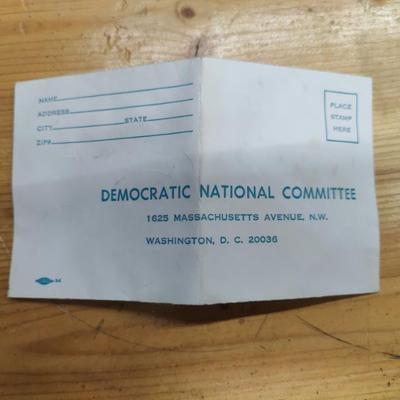 NAME
ADDRESS
CITY STATE
ZIP#
PLACE
STAMP
HERE
DEMOCRATIC NATIONAL COMMITTEE
1625 MASSACHUSETTS AVENUE, N.W.
WASHINGTON, D. C. 20036